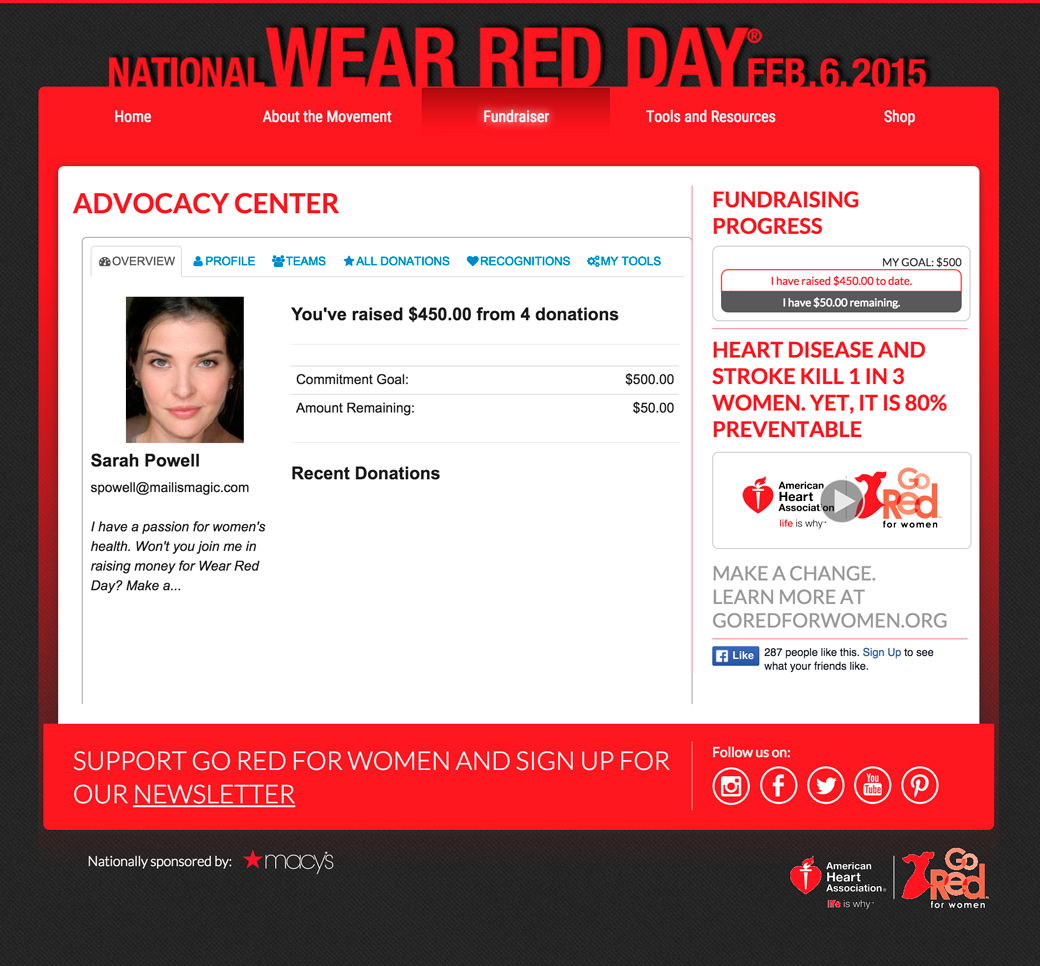 NATIONAL WEAR RED DAY® FEB. 6, 2015
Home
About the Movement
Fundraiser
Tools and Resources
Shop
ADVOCACY CENTER
OVERVIEW
PROFILE
TEAMS
ALL DONATIONS
RECOGNITIONS
MY TOOLS
You've raised $450.00 from 4 donations
Commitment Goal: $500.00
Amount Remaining: $50.00
Recent Donations
Sarah Powell
spowell@mailismagic.com
I have a passion for women's
health. Won't you join me in
raising money for Wear Red
Day? Make a...
FUNDRAISING
PROGRESS
MY GOAL: $500
I have raised $450.00 to date.
I have $50.00 remaining.
HEART DISEASE AND
STROKE KILL 1 IN 3
WOMEN. YET, IT IS 80%
PREVENTABLE
American
Heart
Association
life is why™
Go
Red
for women
MAKE A CHANGE.
LEARN MORE AT
GOREDFORWOMEN.ORG
Like
287 people like this. Sign Up to see
what your friends like.
SUPPORT GO RED FOR WOMEN AND SIGN UP FOR
OUR NEWSLETTER
Follow us on:
You
Tube
Nationally sponsored by:
macy's
American
Heart
Association®
life is why™
Go
Red
for women